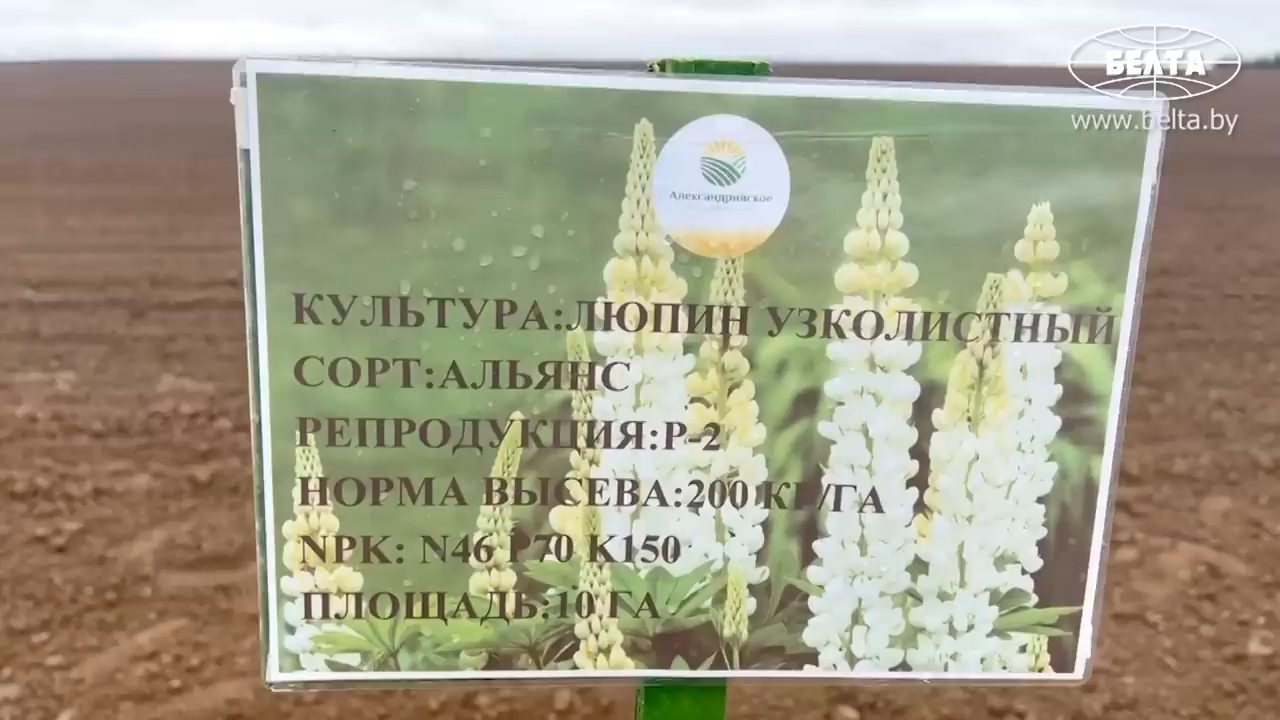 БЕЛТА
www.belta.by
Александрийское
КУЛЬТУРА:ЛЮПИН УЗКОЛИСТНЫЙ
СОРТ:АЛЬЯНС
РЕПРОДУКЦИЯ:Р-2
НОРМА ВЫСЕВА:200 КГ/ГА
NPK: N46 P70 K150
ПЛОЩАДЬ:10 ГА